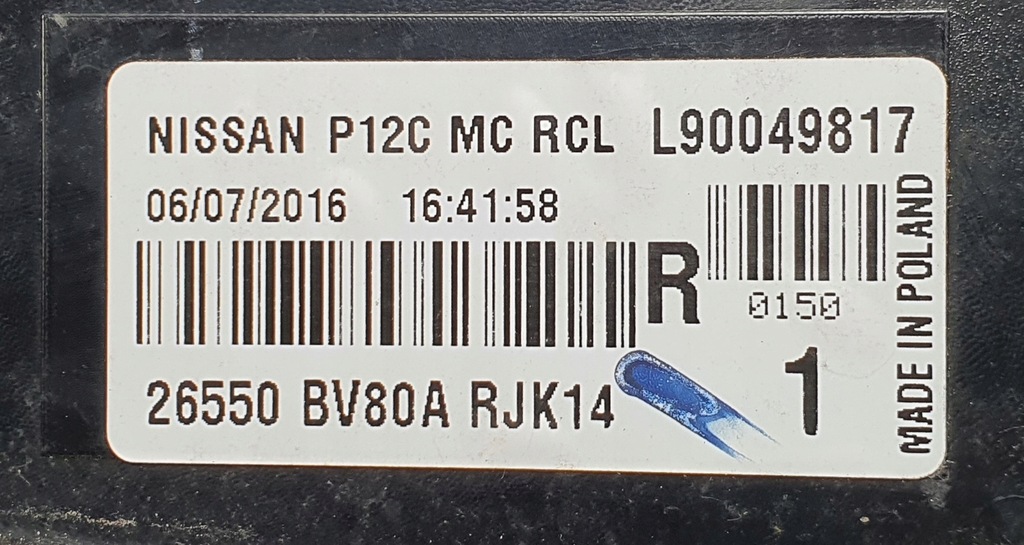 NISSAN P12C MC RCL L90049817
06/07/2016 16:41:58
R
0150
26550 BV80A RJK14
1
MADE IN POLAND